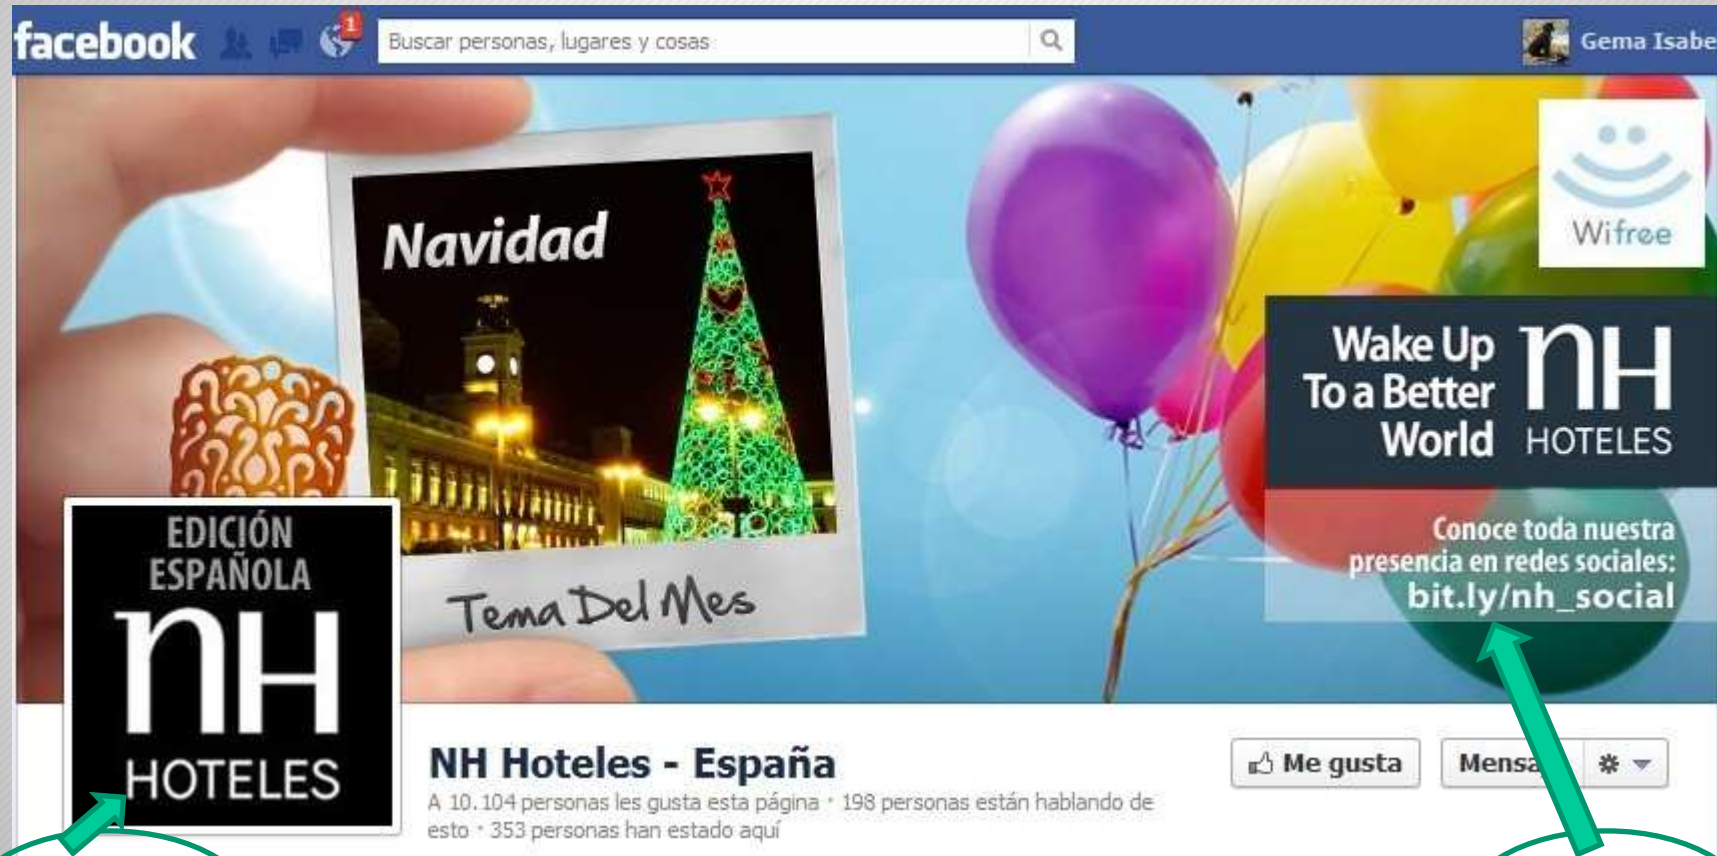 facebook
1
Buscar personas, lugares y cosas
Gema Isabe
Navidad
Tema Del Mes
Wifree
Wake Up
To a Better
World
nH
HOTELES
Conoce toda nuestra
presencia en redes sociales:
bit.ly/nh_social
EDICIÓN
ESPAÑOLA
nH
HOTELES
NH Hoteles - España
Me gusta
Mensa
A 10.104 personas les gusta esta página · 198 personas están hablando de
esto · 353 personas han estado aquí